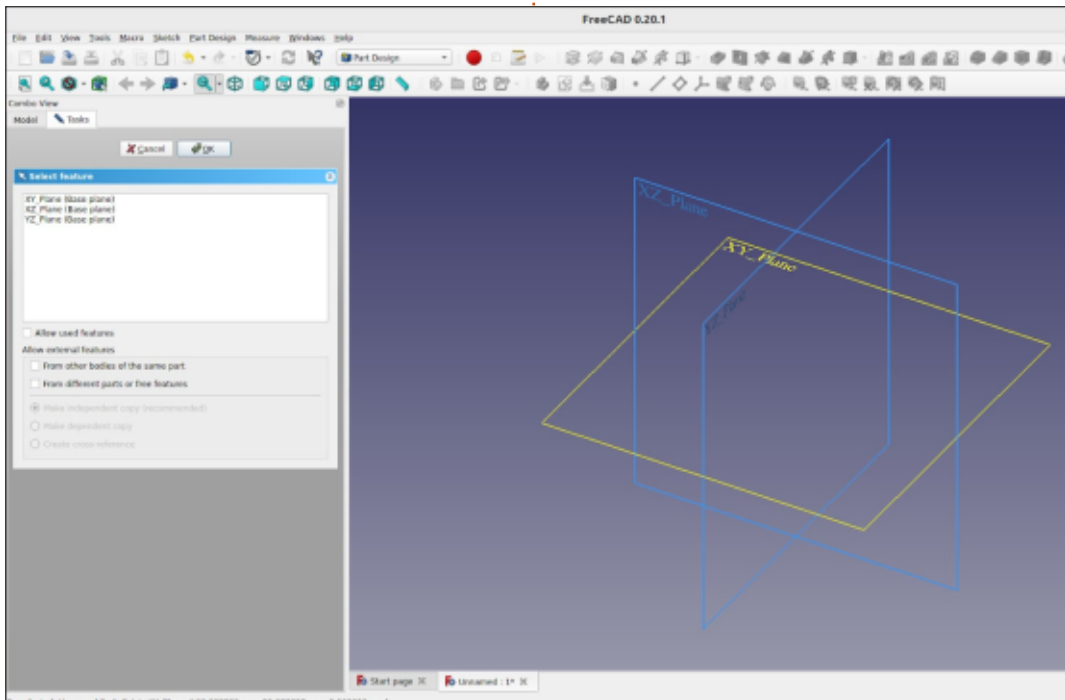 FreeCAD 0.20.1
File Edit View Tools Macro Sketch Part Design Measure Windows Help
Part Design
Combo View
Model Tasks
Cancel OK
Select feature
XY_Plane (Base plane)
XZ_Plane (Base plane)
YZ_Plane (Base plane)
Allow used features
Allow external features
From other bodies of the same part
From different parts or free features
Make independent copy (recommended)
Make dependent copy
Create cross-reference
XZ_Plane
XY_Plane
YZ_Plane
Start page Unnamed : 1*